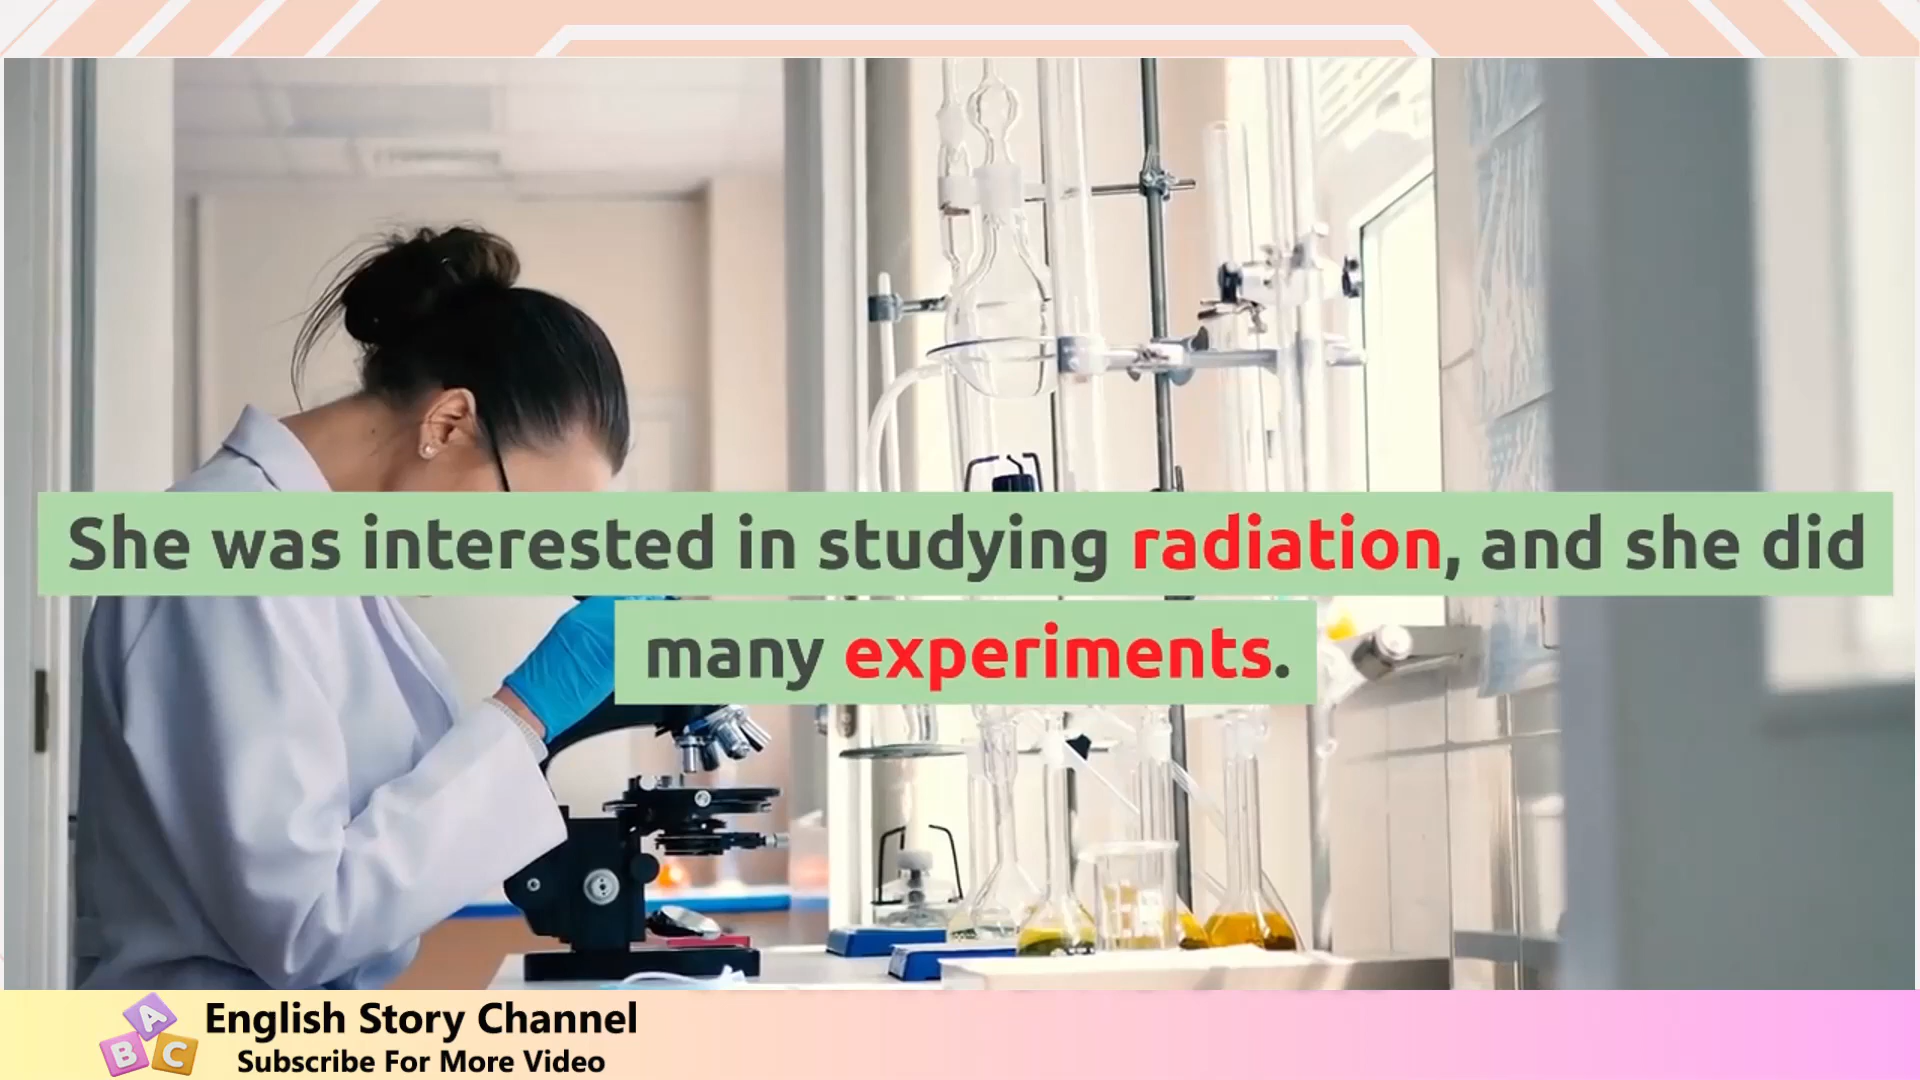 She was interested in studying radiation, and she did
many experiments.
A
B
C
English Story Channel
Subscribe For More Video